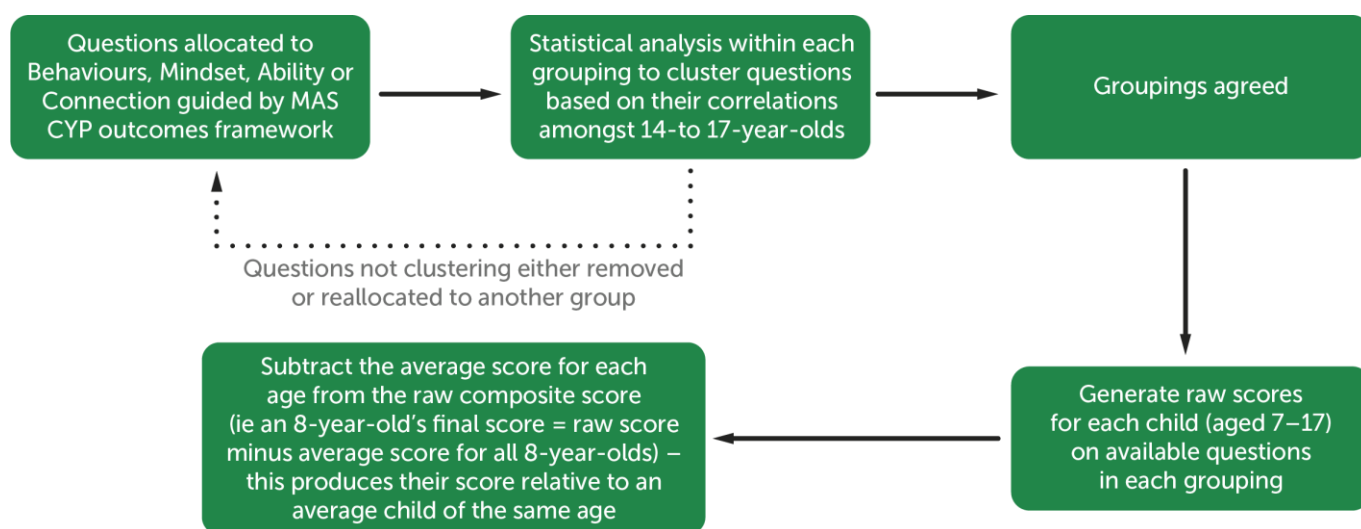 Questions allocated to
Behaviours, Mindset, Ability or
Connection guided by MAS
CYP outcomes framework
Statistical analysis within each
grouping to cluster questions
based on their correlations
amongst 14-to 17-year-olds
Groupings agreed
Questions not clustering either removed
or reallocated to another group
Generate raw scores
for each child (aged 7–17)
on available questions
in each grouping
Subtract the average score for each
age from the raw composite score
(ie an 8-year-old’s final score = raw score
minus average score for all 8-year-olds) –
this produces their score relative to an
average child of the same age